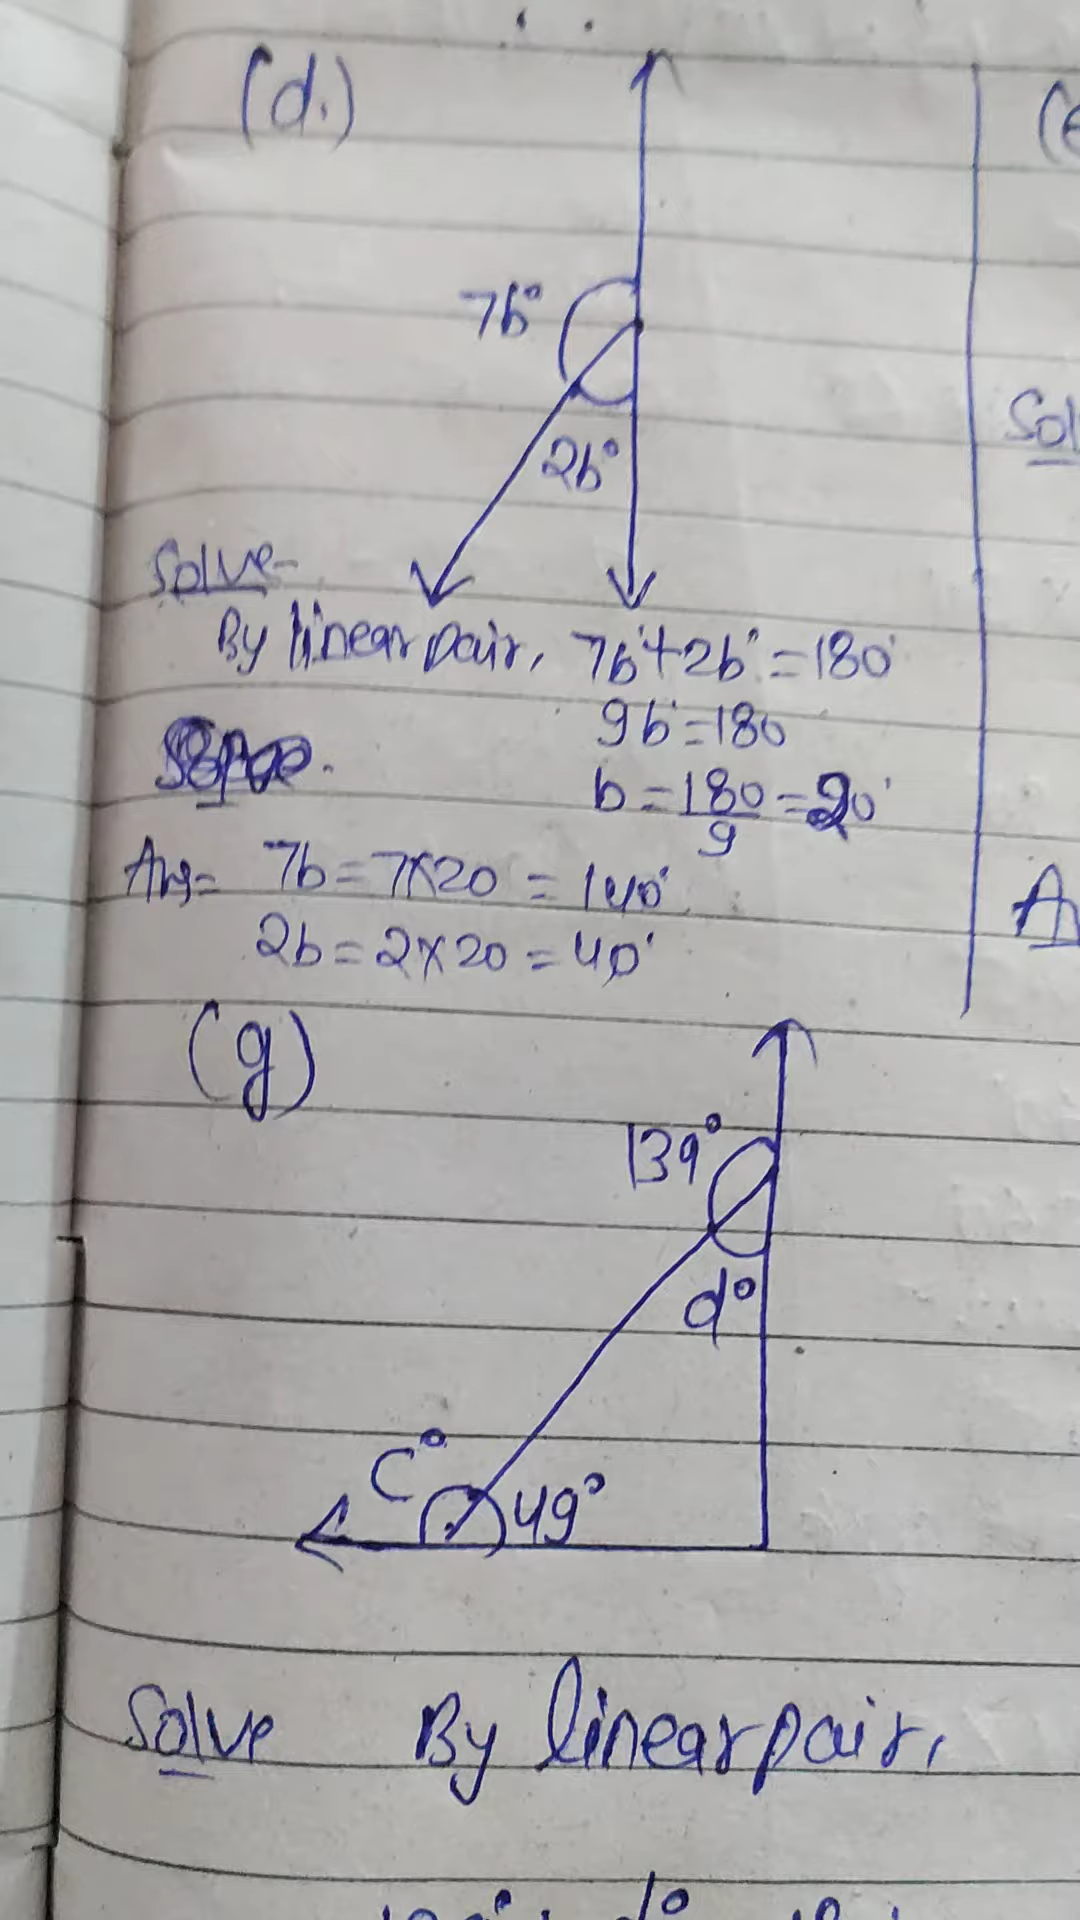 (d.)
7b°
2b°
Solve-
By linear pair, 7b°+2b°=180°
9b°=180
b=180/9=20°
Ans= 7b=7×20=140°
2b=2×20=40°
(g)
139°
d°
C°
49°
Solve By linear pair,
Sol